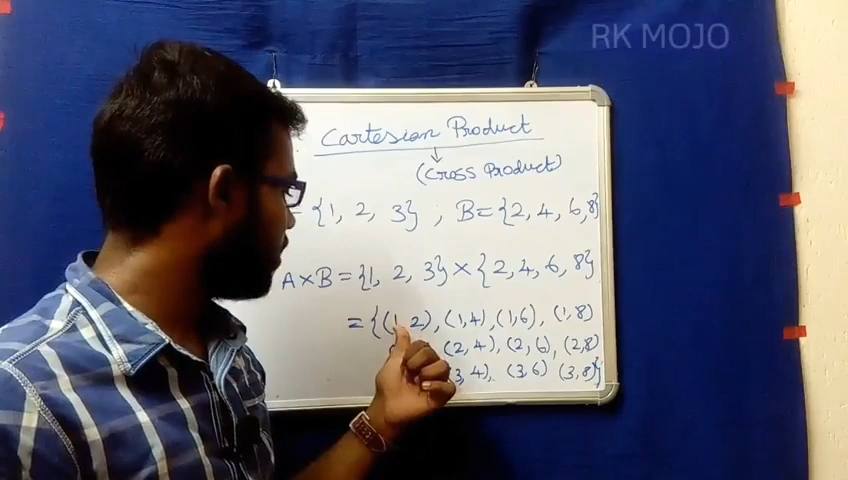 RK MOJO
Cartesian Product
(Cross Product)
= {1, 2, 3} ; B = {2, 4, 6, 8}
A × B = {1, 2, 3} × {2, 4, 6, 8}
= {(1, 2), (1, 4), (1, 6), (1, 8)
(2, 4), (2, 6), (2, 8)
3, 4), (3, 6) (3, 8)}